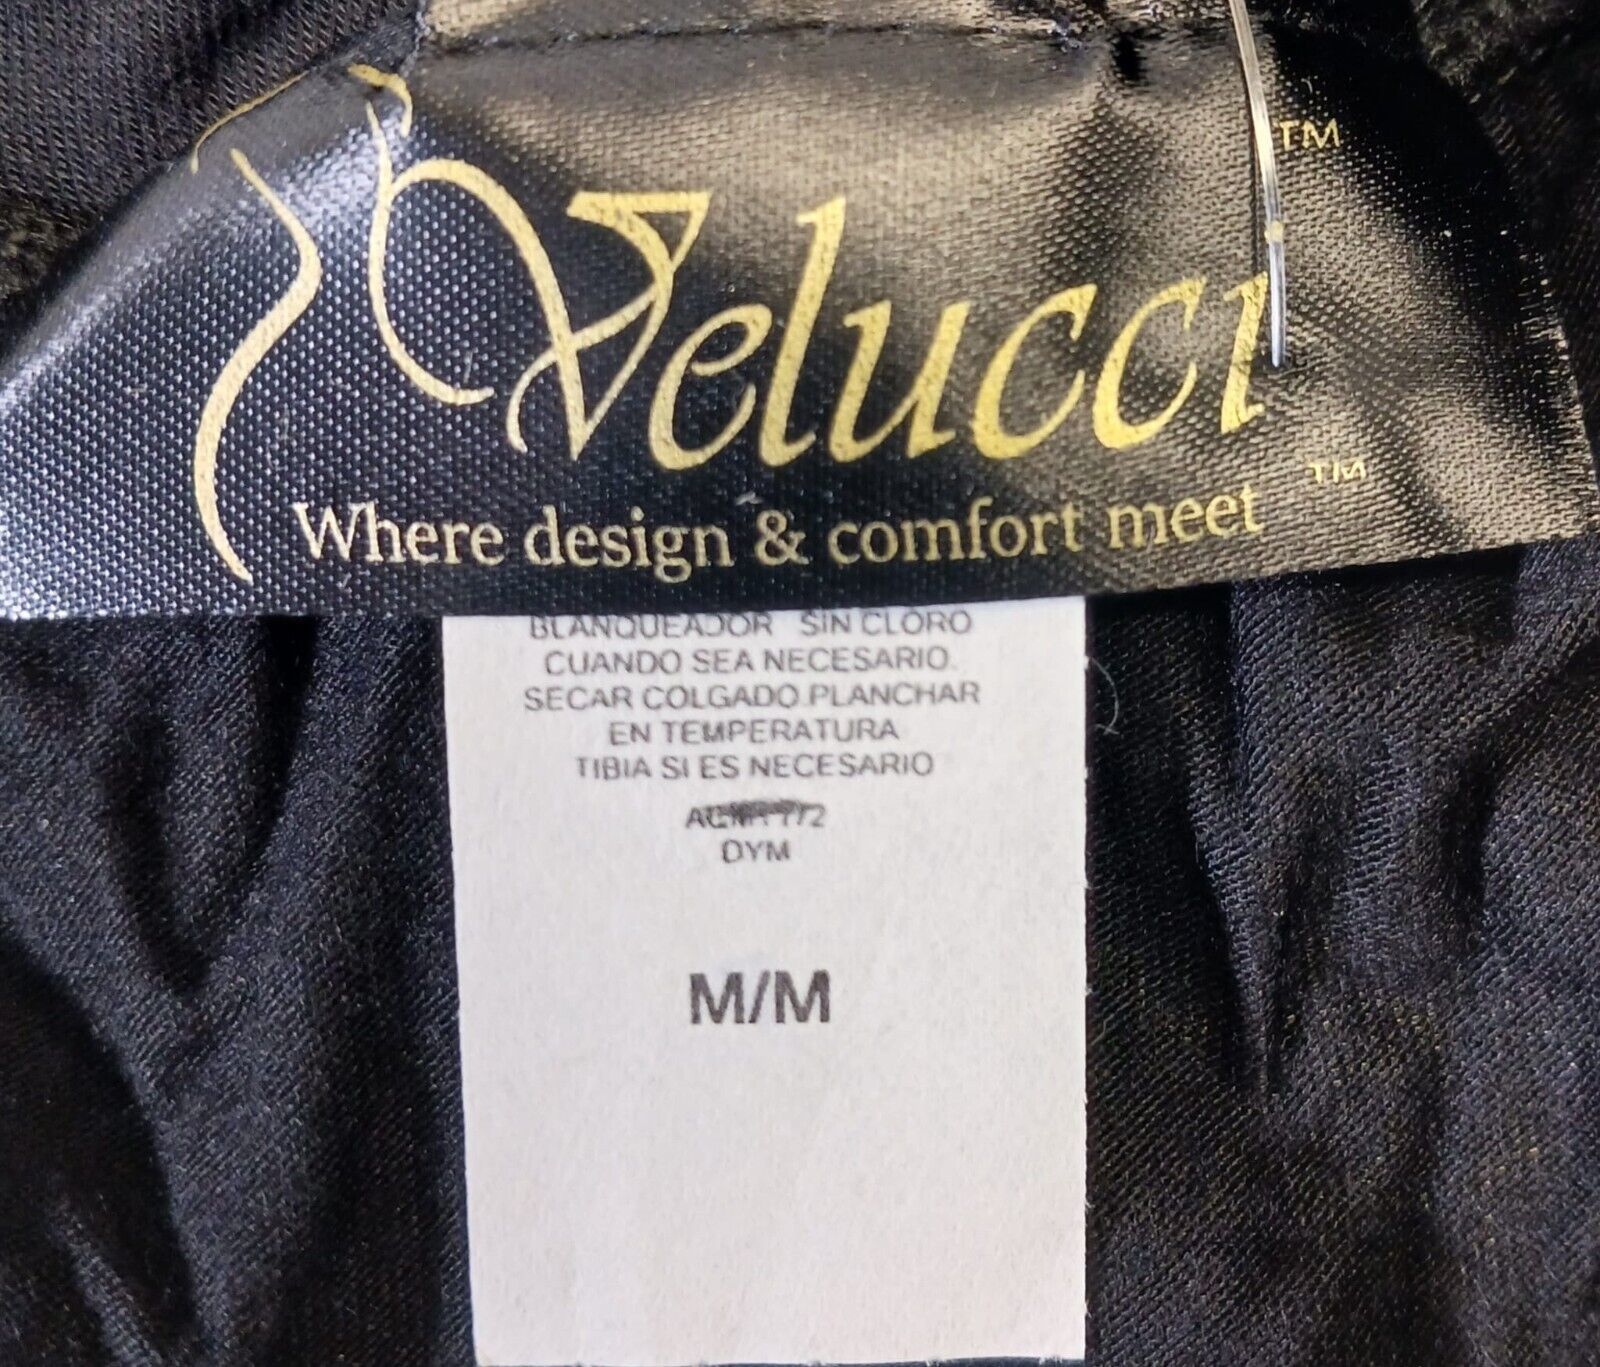 Velucci ™
Where design & comfort meet ™
BLANQUEADOR SIN CLORO
CUANDO SEA NECESARIO.
SECAR COLGADO.PLANCHAR
EN TEMPERATURA
TIBIA SI ES NECESARIO
DYM
M/M